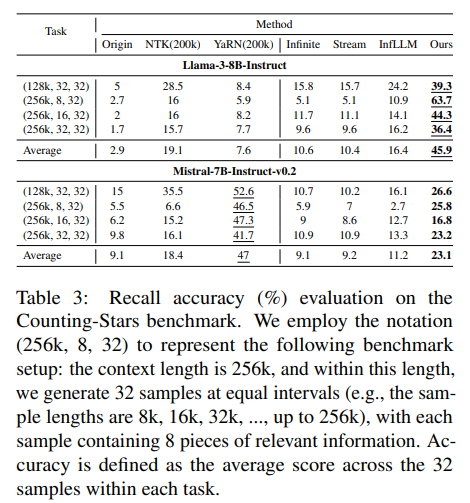 Task
Method
Origin NTK(200k) YaRN(200k) Infinite Stream InfLLM Ours
Llama-3-8B-Instruct
(128k, 32, 32) 5 28.5 8.4 15.8 15.7 24.2 39.3
(256k, 8, 32) 2.7 16 5.9 5.1 5.1 10.9 63.7
(256k, 16, 32) 2 16 8.2 11.7 11.1 14.1 44.3
(256k, 32, 32) 1.7 15.7 7.7 9.6 9.6 16.2 36.4
Average 2.9 19.1 7.6 10.6 10.4 16.4 45.9
Mistral-7B-Instruct-v0.2
(128k, 32, 32) 15 35.5 52.6 10.7 10.2 16.1 26.6
(256k, 8, 32) 5.5 6.6 46.5 5.9 7 2.7 25.8
(256k, 16, 32) 6.2 15.2 47.3 9 8.6 12.7 16.8
(256k, 32, 32) 9.8 16.1 41.7 10.9 10.9 13.3 23.2
Average 9.1 18.4 47 9.1 9.2 11.2 23.1
Table 3: Recall accuracy (%) evaluation on the
Counting-Stars benchmark. We employ the notation
(256k, 8, 32) to represent the following benchmark
setup: the context length is 256k, and within this length,
we generate 32 samples at equal intervals (e.g., the sam-
ple lengths are 8k, 16k, 32k, ..., up to 256k), with each
sample containing 8 pieces of relevant information. Ac-
curacy is defined as the average score across the 32
samples within each task.